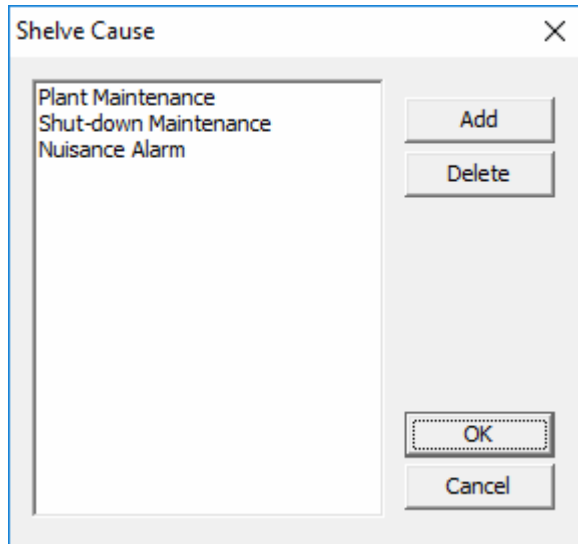 Shelve Cause
Plant Maintenance
Shut-down Maintenance
Nuisance Alarm
Add
Delete
OK
Cancel